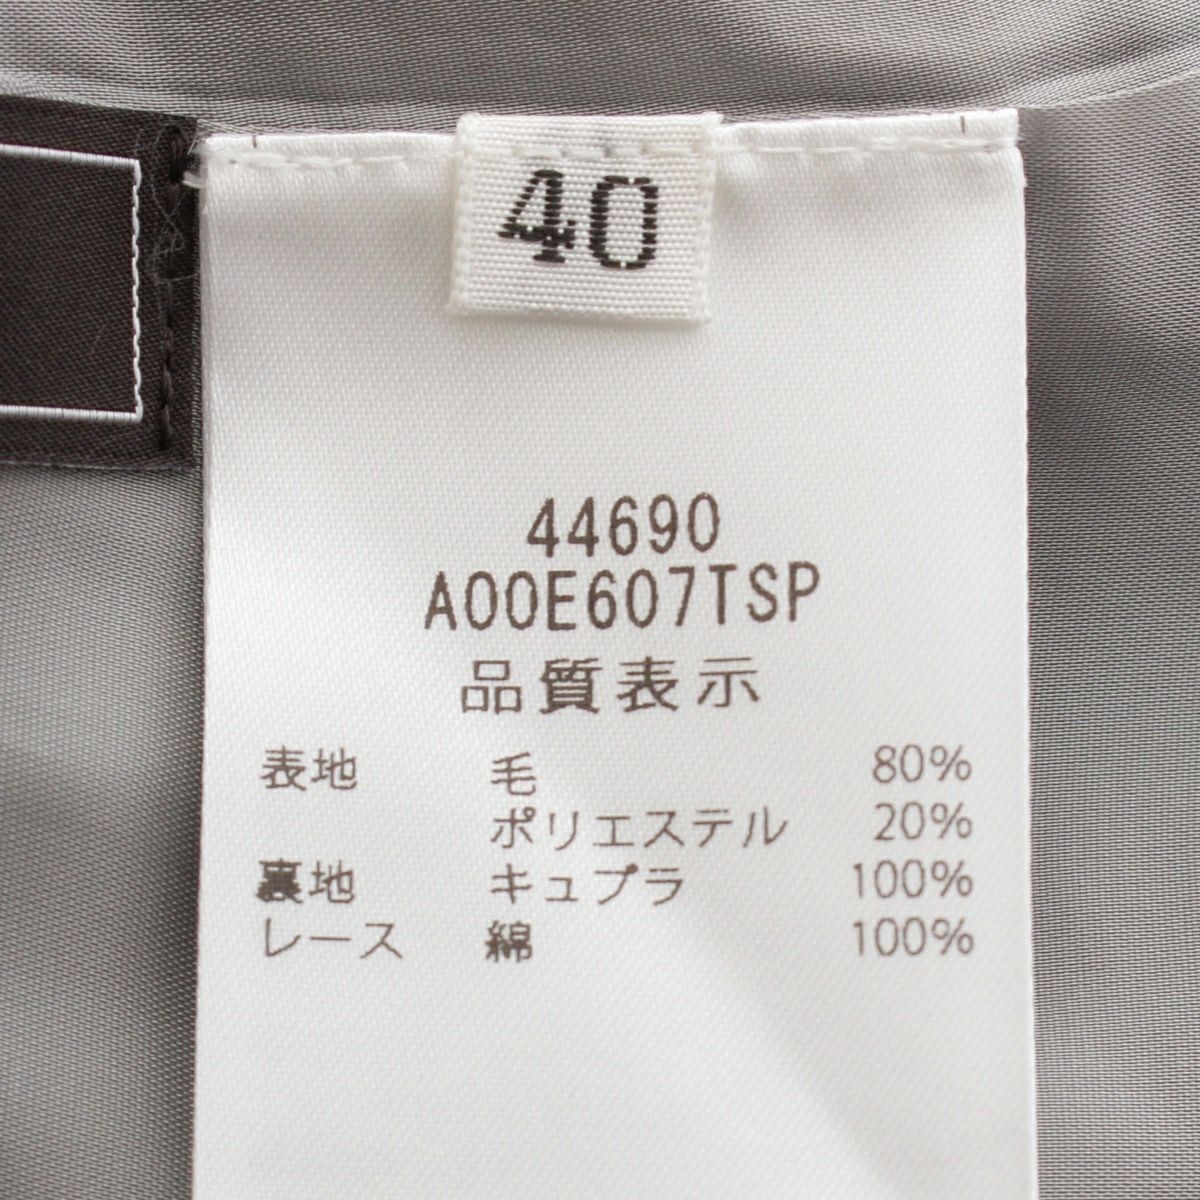 40
44690
A00E607TSP
品質表示
表地 毛 80%
ポリエステル 20%
裏地 キュプラ 100%
レース 綿 100%